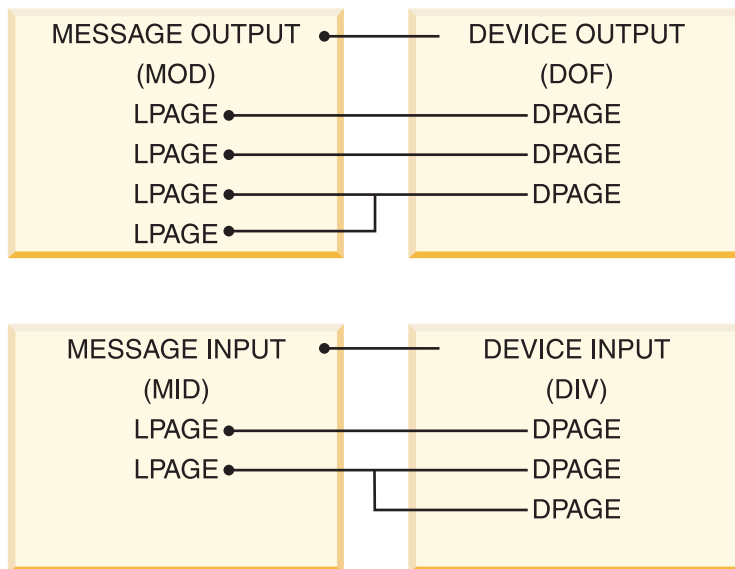 MESSAGE OUTPUT
(MOD)
LPAGE
LPAGE
LPAGE
LPAGE
DEVICE OUTPUT
(DOF)
DPAGE
DPAGE
DPAGE
MESSAGE INPUT
(MID)
LPAGE
LPAGE
DEVICE INPUT
(DIV)
DPAGE
DPAGE
DPAGE